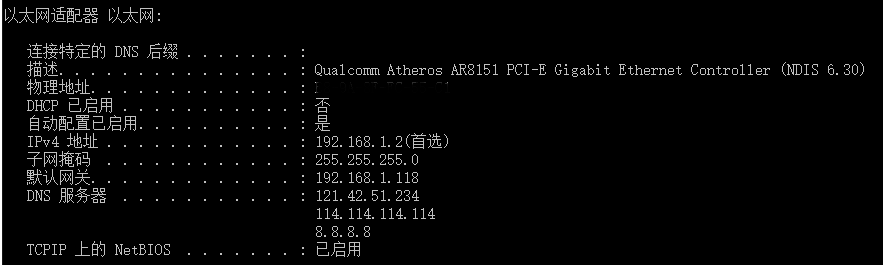 以太网适配器 以太网:
连接特定的 DNS 后缀 . . . . . . . :
描述. . . . . . . . . . . . . . . : Qualcomm Atheros AR8151 PCI-E Gigabit Ethernet Controller (NDIS 6.30)
物理地址. . . . . . . . . . . . . :
DHCP 已启用 . . . . . . . . . . . : 否
自动配置已启用. . . . . . . . . . : 是
IPv4 地址 . . . . . . . . . . . . : 192.168.1.2(首选)
子网掩码 . . . . . . . . . . . . : 255.255.255.0
默认网关. . . . . . . . . . . . . : 192.168.1.118
DNS 服务器 . . . . . . . . . . . : 121.42.51.234
114.114.114.114
8.8.8.8
TCPIP 上的 NetBIOS . . . . . . . : 已启用